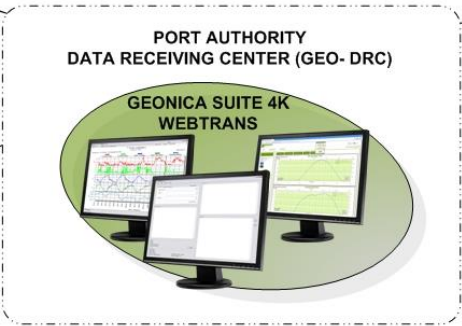 PORT AUTHORITY
DATA RECEIVING CENTER (GEO- DRC)
GEONICA SUITE 4K
WEBTRANS